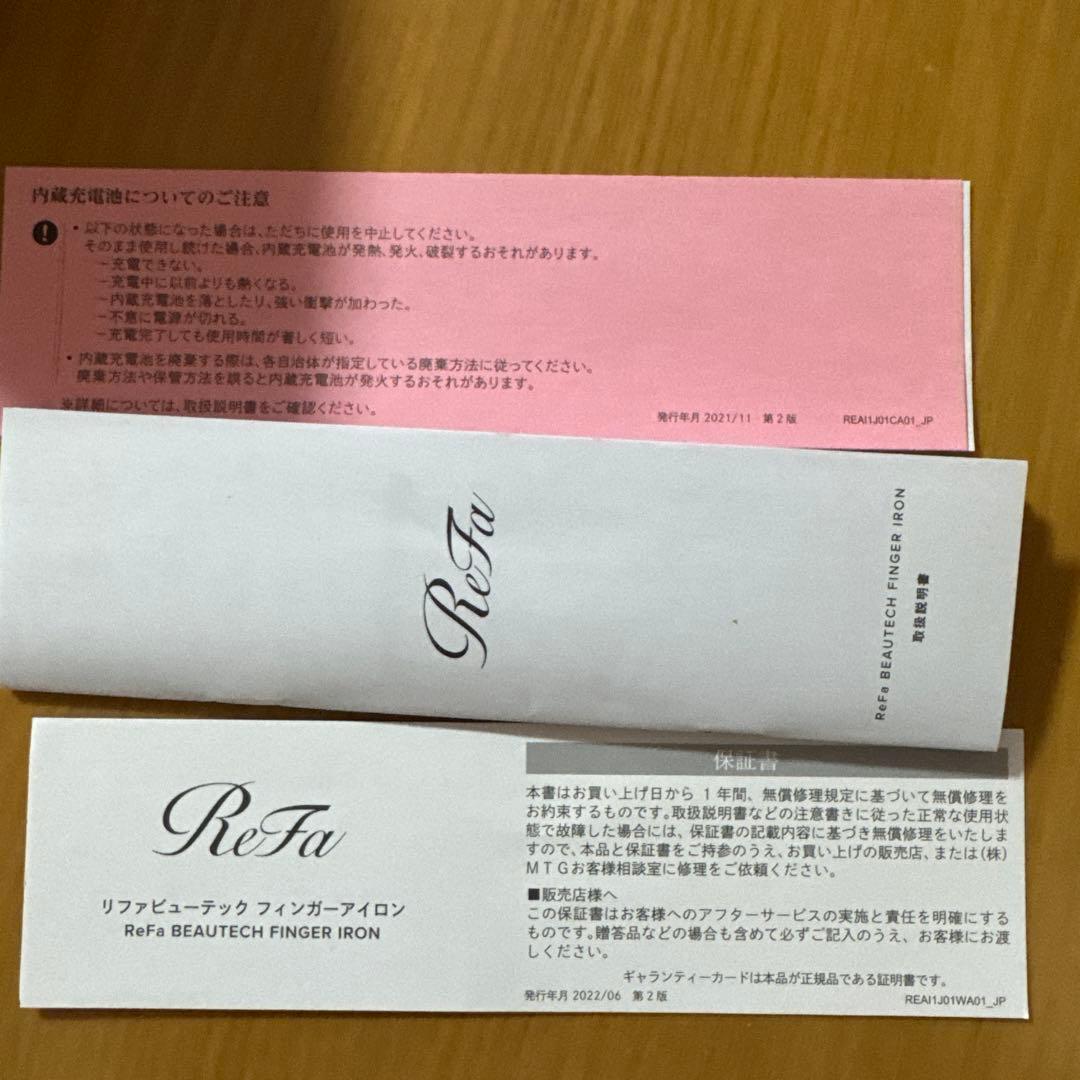 内蔵充電池についてのご注意
• 以下の状態になった場合は、ただちに使用を中止してください。
そのまま使用し続けた場合、内蔵充電池が発熱、発火、破裂するおそれがあります。
－充電できない。
－充電中に以前よりも熱くなる。
－内蔵充電池を落としたり、強い衝撃が加わった。
－不意に電源が切れる。
－充電完了しても使用時間が著しく短い。
• 内蔵充電池を廃棄する際は、各自治体が指定している廃棄方法に従ってください。
廃棄方法や保管方法を誤ると内蔵充電池が発火するおそれがあります。
※詳細については、取扱説明書をご確認ください。
発行年月 2021/11 第2版 REAI1J01CA01_JP
ReFa
ReFa BEAUTECH FINGER IRON
取扱説明書
ReFa
リファビューテック フィンガーアイロン
ReFa BEAUTECH FINGER IRON
保証書
本書はお買い上げ日から 1 年間、無償修理規定に基づいて無償修理を
お約束するものです。取扱説明書などの注意書きに従った正常な使用状
態で故障した場合には、保証書の記載内容に基づき無償修理をいたしま
すので、本品と保証書をご持参のうえ、お買い上げの販売店、または(株)
MTGお客様相談室に修理をご依頼ください。
■販売店様へ
この保証書はお客様へのアフターサービスの実施と責任を明確にする
ものです。贈答品などの場合も含めて必ずご記入のうえ、お客様にお渡
しください。
ギャランティーカードは本品が正規品である証明書です。
発行年月 2022/06 第2版 REAI1J01WA01_JP